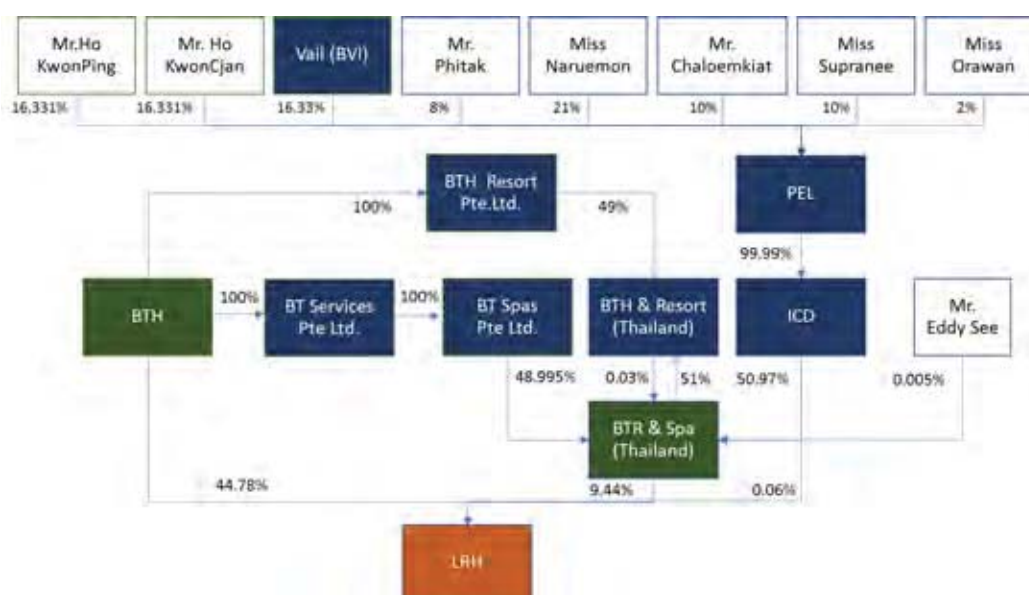 Mr.Ho
KwonPing
Mr. Ho
KwonCjan
Vail (BVI)
Mr.
Phitak
Miss
Naruemon
Mr.
Chaloemkiat
Miss
Supranee
Miss
Orawan
16.331%
16.331%
16.33%
8%
21%
10%
10%
2%
BTH Resort
Pte.Ltd.
PEL
100%
49%
99.99%
BTH
100%
BT Services
Pte Ltd.
100%
BT Spas
Pte Ltd.
BTH & Resort
(Thailand)
ICD
Mr.
Eddy See
48.995%
0.03%
51%
50.97%
0.005%
BTR & Spa
(Thailand)
44.78%
9.44%
0.06%
LRH